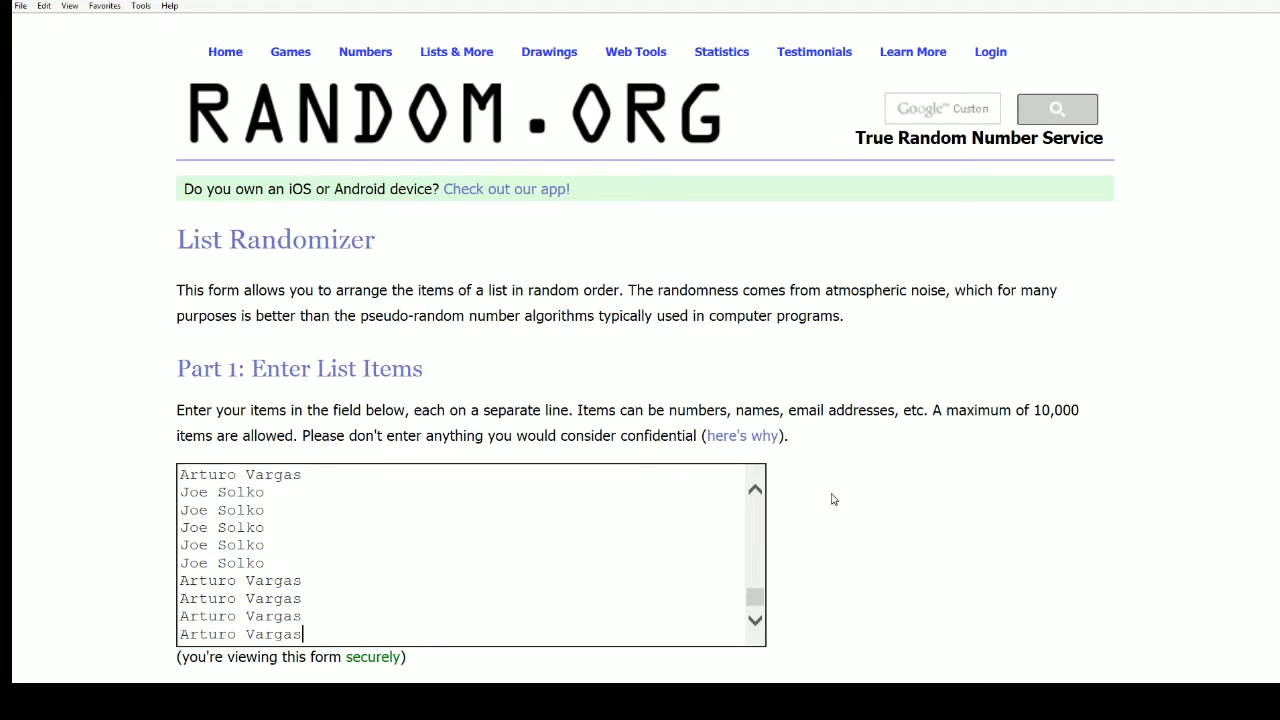 File Edit View Favorites Tools Help
Home Games Numbers Lists & More Drawings Web Tools Statistics Testimonials Learn More Login
RANDOM.ORG
Google™ Custon
True Random Number Service
Do you own an iOS or Android device? Check out our app!
List Randomizer
This form allows you to arrange the items of a list in random order. The randomness comes from atmospheric noise, which for many
purposes is better than the pseudo-random number algorithms typically used in computer programs.
Part 1: Enter List Items
Enter your items in the field below, each on a separate line. Items can be numbers, names, email addresses, etc. A maximum of 10,000
items are allowed. Please don't enter anything you would consider confidential (here's why).
Arturo Vargas
Joe Solko
Joe Solko
Joe Solko
Joe Solko
Joe Solko
Arturo Vargas
Arturo Vargas
Arturo Vargas
Arturo Vargas
(you're viewing this form securely)